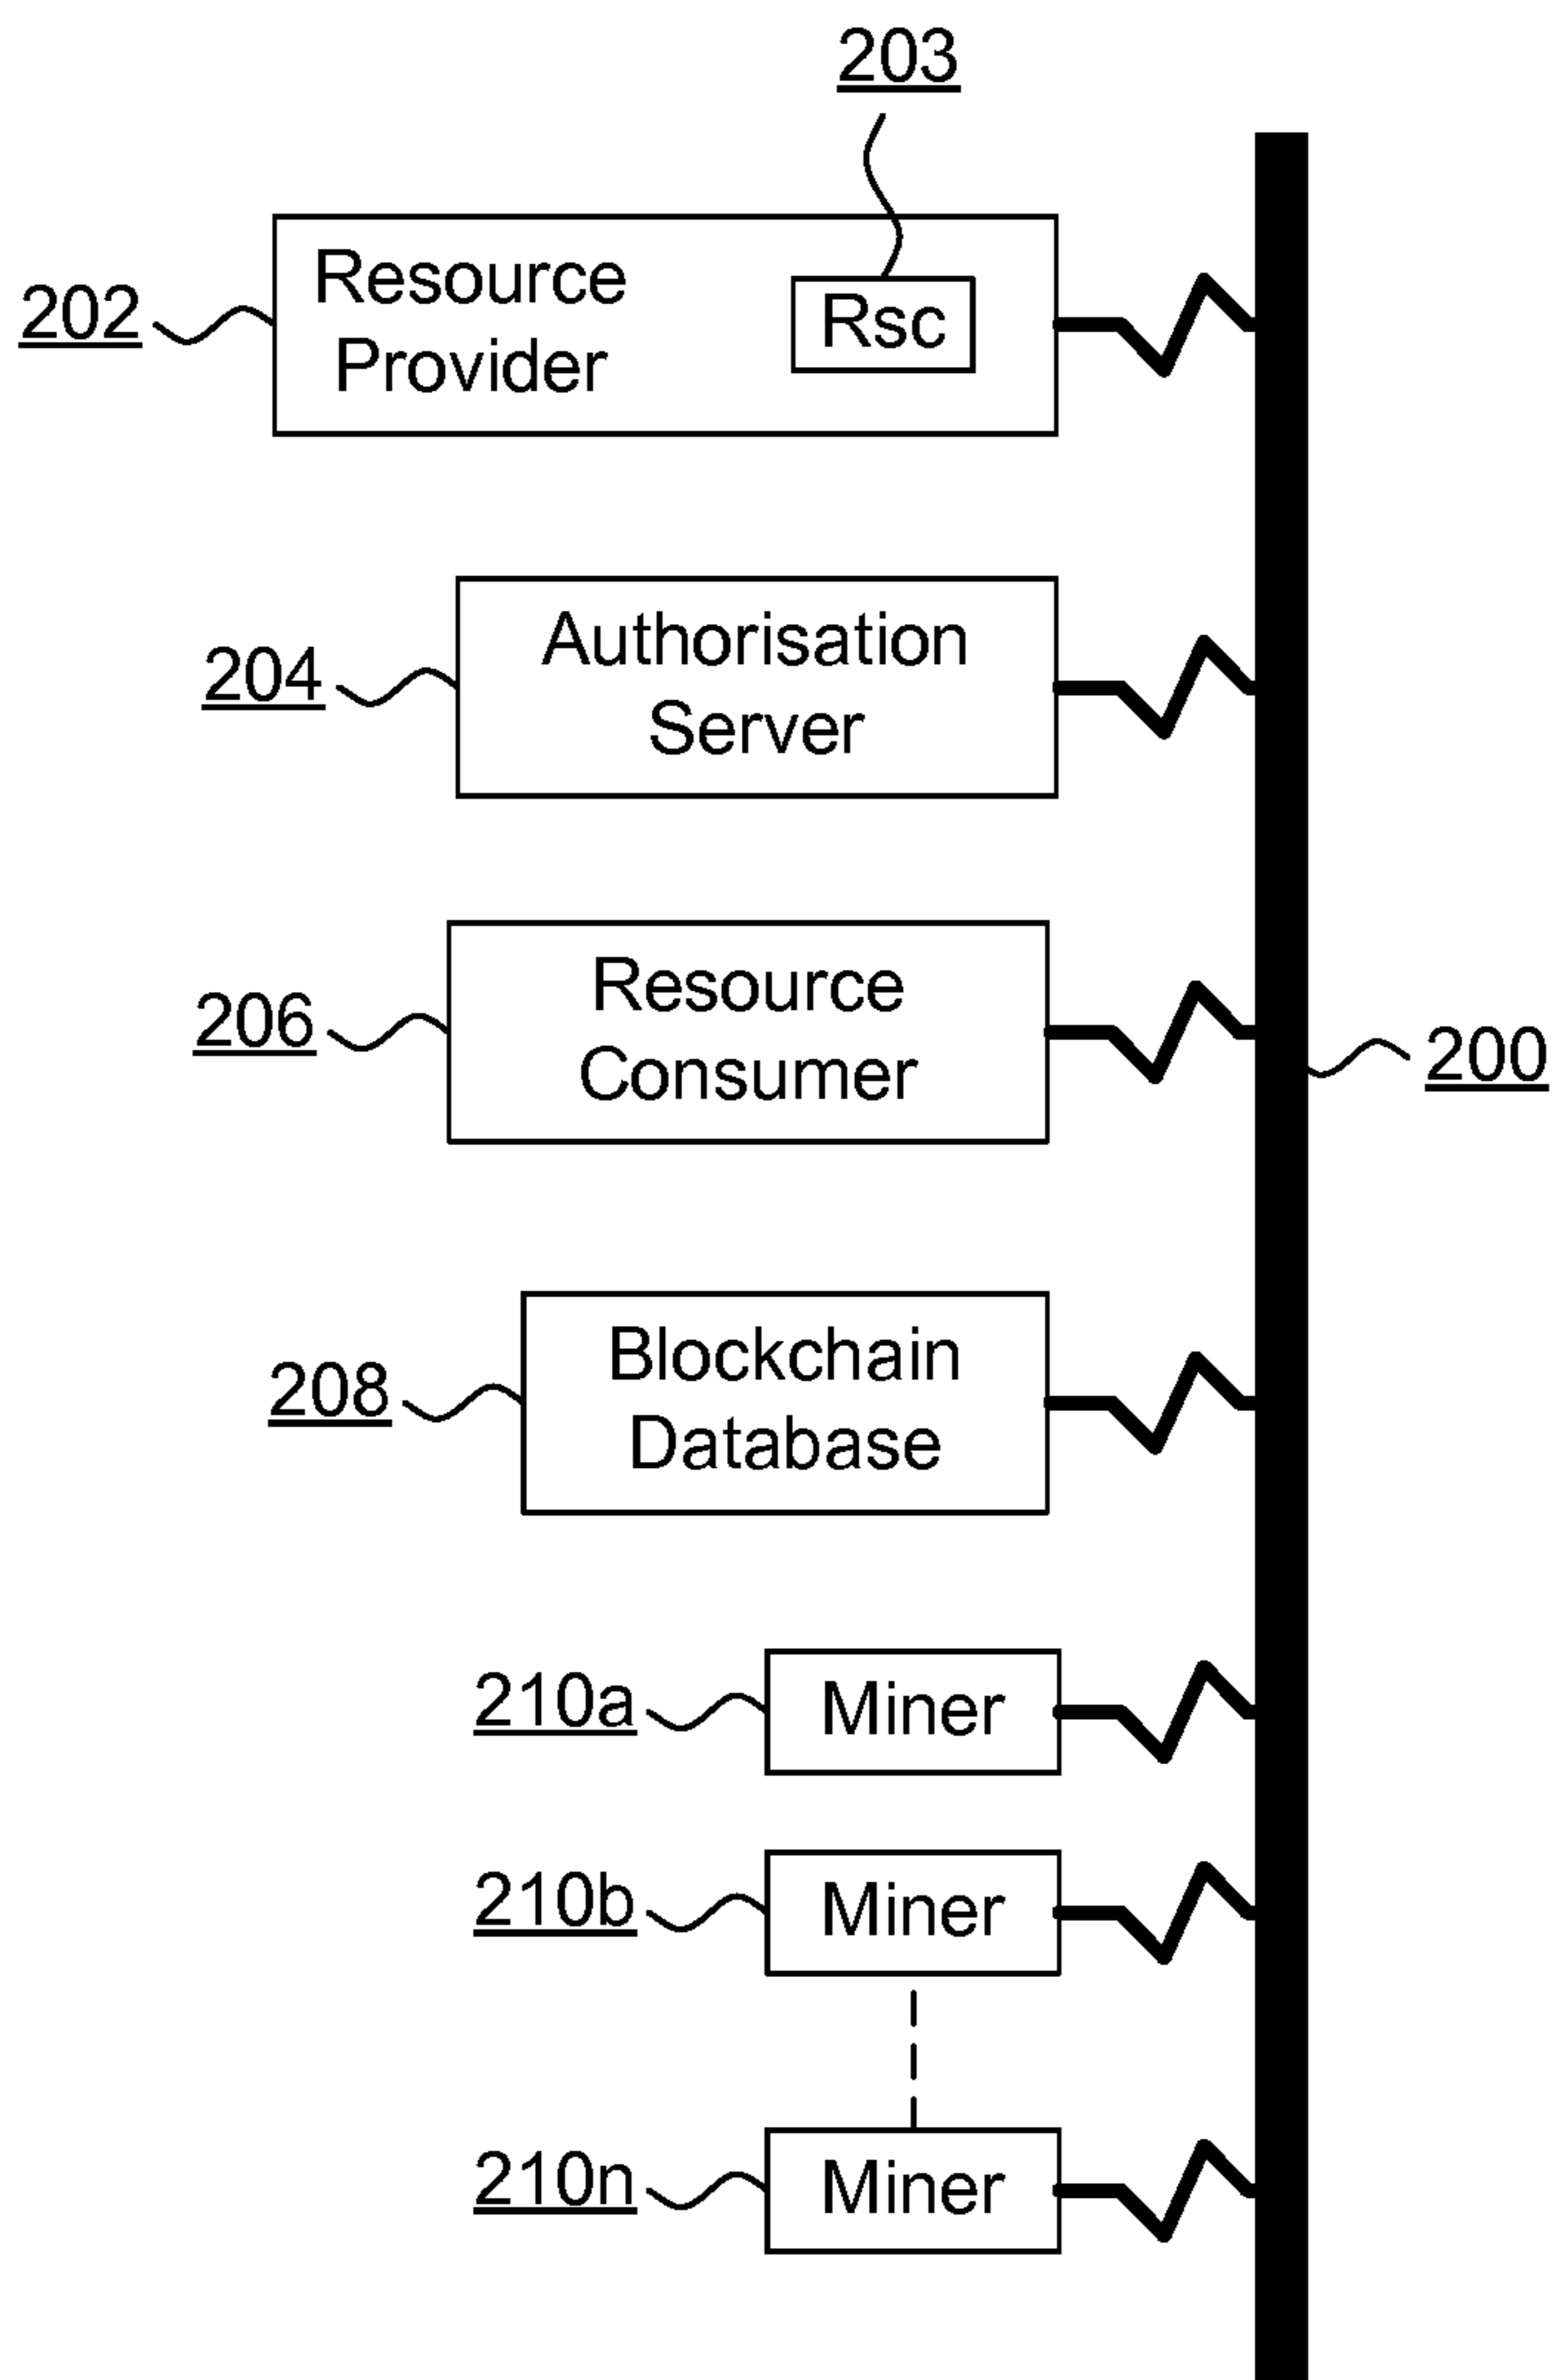 203
202
Resource
Provider
Rsc
204
Authorisation
Server
206
Resource
Consumer
200
208
Blockchain
Database
210a
Miner
210b
Miner
210n
Miner